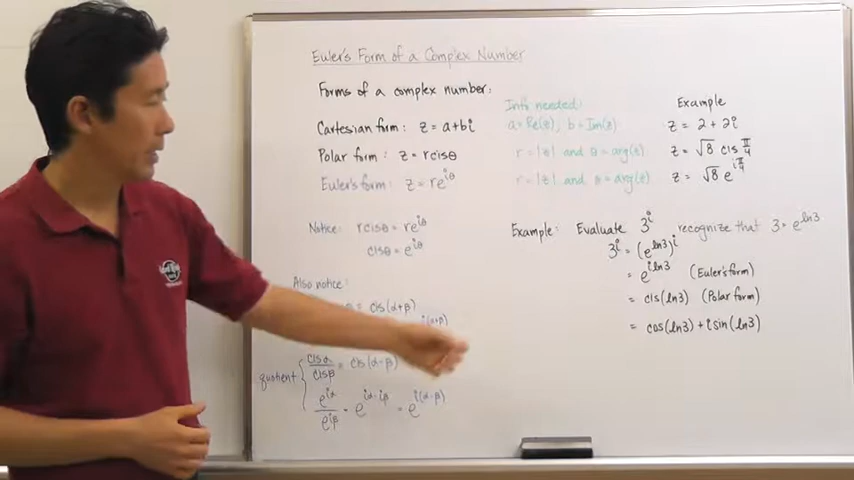 Euler's Form of a Complex Number
Forms of a complex number:
Cartesian form: z = a+bi
Polar form: z = rcisθ
Euler's form: z = re^{iθ}
Info needed:
a = Re(z), b = Im(z)
r = |z| and θ = arg(z)
r = |z| and θ = arg(z)
Example
z = 2 + 2i
z = √8 cis π/4
z = √8 e^{iπ/4}
Notice: rcisθ = re^{iθ}
cisθ = e^{iθ}
Also notice:
= cis(α+β)
i(α+β)
quotient { cisα/cisβ = cis(α-β)
e^{iα}/e^{iβ} = e^{iα-iβ} = e^{i(α-β)}
Example: Evaluate 3^i recognize that 3 = e^{ln3}
3^i = (e^{ln3})^i
= e^{iln3} (Euler's form)
= cis(ln3) (Polar form)
= cos(ln3) + isin(ln3)